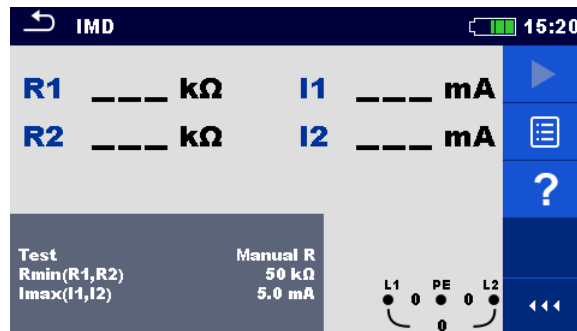 IMD 15:20
R1 ___ kΩ I1 ___ mA
R2 ___ kΩ I2 ___ mA
?
Test Manual R
Rmin(R1,R2) 50 kΩ
Imax(I1,I2) 5.0 mA
L1 PE L2
0 0
0